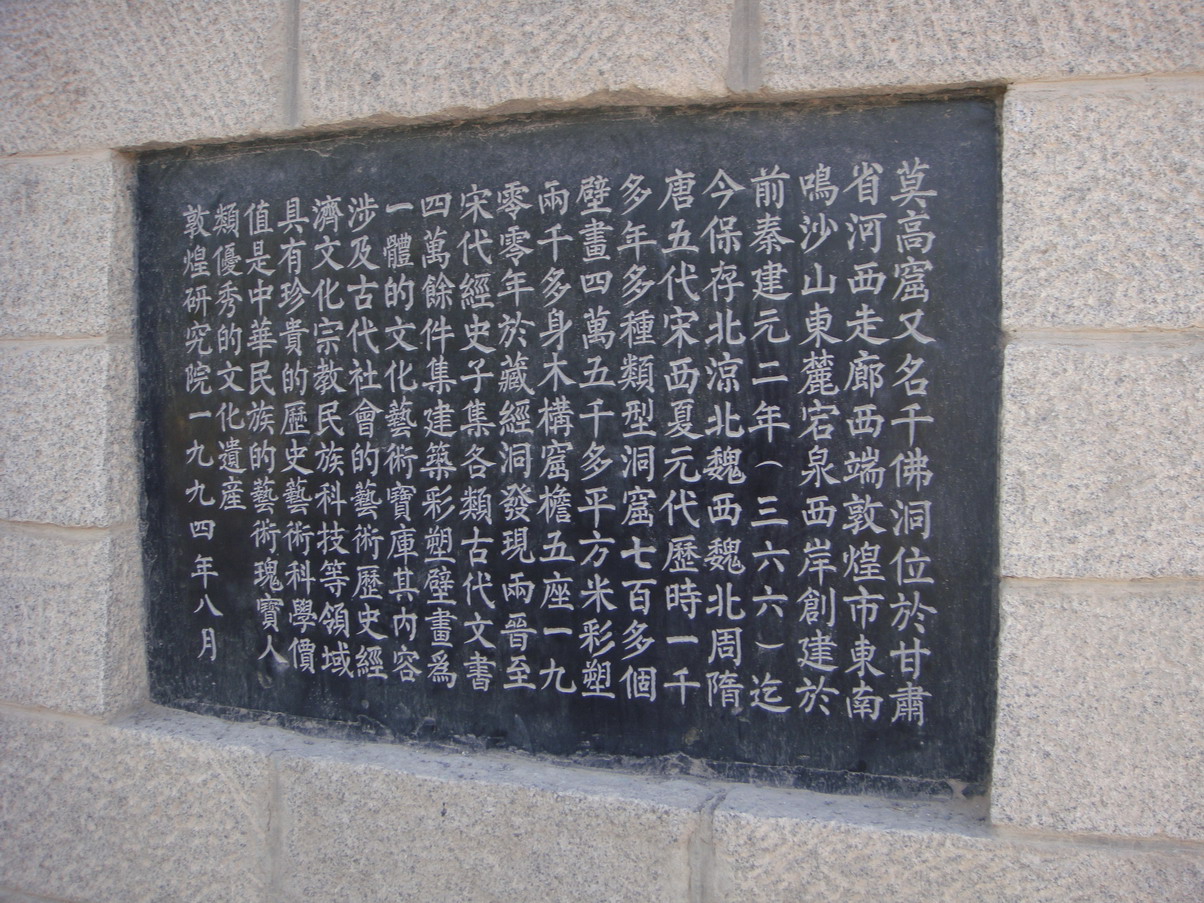 莫高窟又名千佛洞位於甘肅
省河西走廊西端敦煌市東南
鳴沙山東麓宕泉西岸創建於
前秦建元二年（三六六）迄
今保存北涼北魏西魏北周隋
唐五代宋西夏元代歷時一千
多年多種類型洞窟七百多個
壁畫四萬五千多平方米彩塑
兩千多身木構窟檐五座一九
零零年於藏經洞發現兩晉至
宋代經史子集各類古代文書
四萬餘件集建築彩塑壁畫爲
一體的文化藝術寶庫其内容
涉及古代社會的藝術歷史經
濟文化宗教民族科技等領域
具有珍貴的歷史藝術科學價
值是中華民族的藝術瑰寶人
類優秀的文化遺産
敦煌研究院一九九四年八月